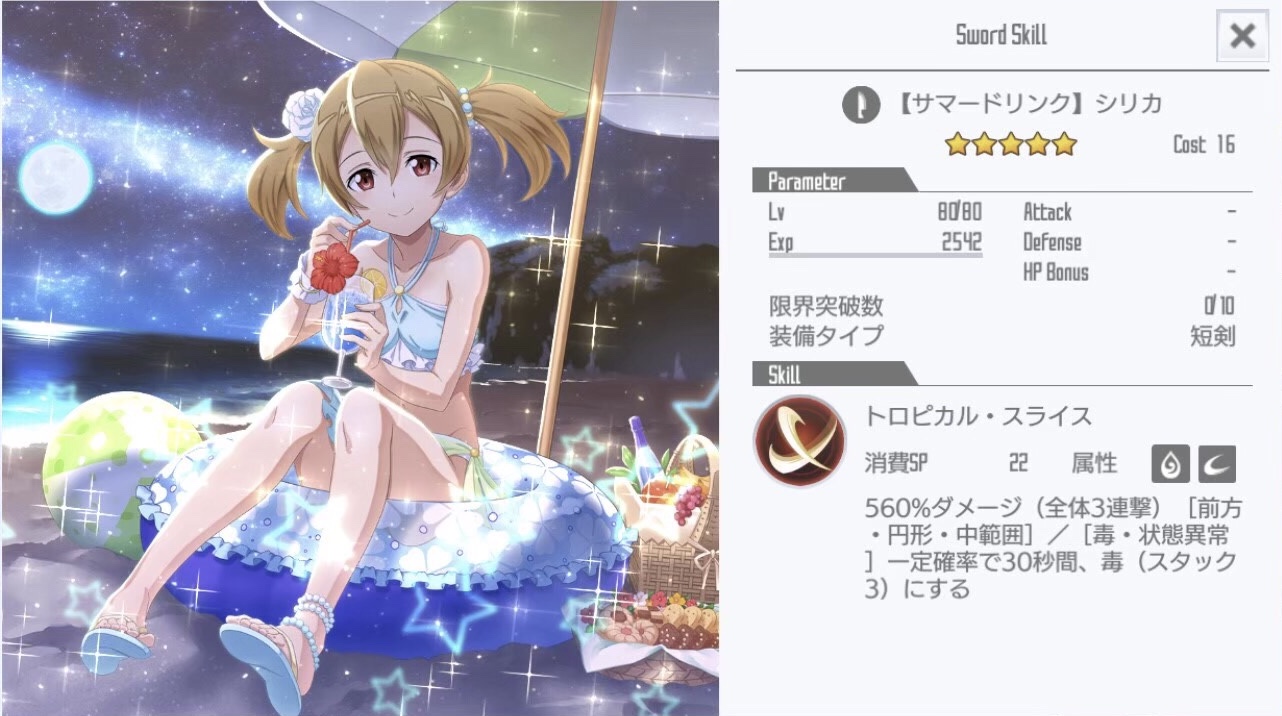 Sword Skill
【サマードリンク】シリカ
Cost 16
Parameter
Lv 80/80 Attack -
Exp 2542 Defense -
HP Bonus -
限界突破数 0/10
装備タイプ 短剣
Skill
トロピカル・スライス
消費SP 22 属性
560%ダメージ（全体3連撃）［前方
・円形・中範囲］／［毒・状態異常
］一定確率で30秒間、毒（スタック
3）にする